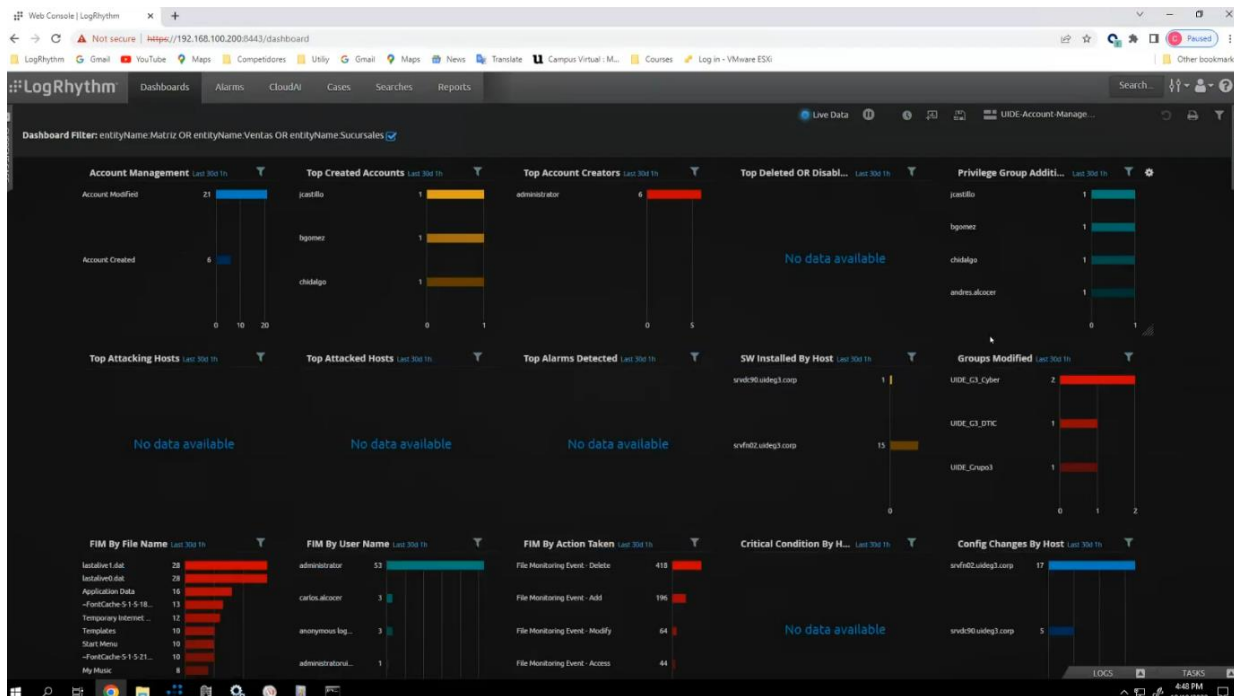 Web Console | LogRhythm
Not secure | https://192.168.100.200:8443/dashboard
Paused
LogRhythm Gmail YouTube Maps Competidores Utiliy Gmail Maps News Translate Campus Virtual : M... Courses Log in - VMware ESXi Other bookmark
LogRhythm Dashboards Alarms CloudAI Cases Searches Reports Search...
Live Data UIDE-Account-Manage...
Dashboard Filter: entityName:Matriz OR entityName:Ventas OR entityName:Sucursales
Account Management Last 30d 1h
Account Modified 21
Account Created 6
0 10 20
Top Created Accounts Last 30d 1h
jcastillo 1
bgomez 1
chidalgo 1
0 1
Top Account Creators Last 30d 1h
administrator 6
0 5
Top Deleted OR Disabl... Last 30d 1h
No data available
Privilege Group Additi... Last 30d 1h
jcastillo 1
bgomez 1
chidalgo 1
andres.alcocer 1
0 1
Top Attacking Hosts Last 30d 1h
No data available
Top Attacked Hosts Last 30d 1h
No data available
Top Alarms Detected Last 30d 1h
No data available
SW Installed By Host Last 30d 1h
srvdc90.uideg3.corp 1
srvfn02.uideg3.corp 15
0
Groups Modified Last 30d 1h
UIDE_G3_Cyber 2
UIDE_G3_DTIC 1
UIDE_Grupo3 1
0 1 2
FIM By File Name Last 30d 1h
lastalive1.dat 28
lastalive0.dat 28
Application Data 16
~FontCache-S-1-5-18... 13
Temporary Internet ... 12
Templates 10
Start Menu 10
~FontCache-S-1-5-21... 10
My Music 8
FIM By User Name Last 30d 1h
administrator 53
carlos.alcocer 3
anonymous log... 3
administratorui... 1
FIM By Action Taken Last 30d 1h
File Monitoring Event - Delete 418
File Monitoring Event - Add 196
File Monitoring Event - Modify 64
File Monitoring Event - Access 44
Critical Condition By H... Last 30d 1h
No data available
Config Changes By Host Last 30d 1h
srvfn02.uideg3.corp 17
srvdc90.uideg3.corp 5
LOGS TASKS
4:48 PM